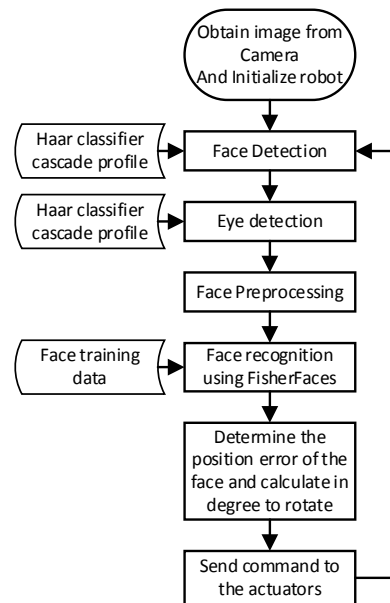 Obtain image from
Camera
And Initialize robot
Haar classifier
cascade profile
Face Detection
Haar classifier
cascade profile
Eye detection
Face Preprocessing
Face training
data
Face recognition
using FisherFaces
Determine the
position error of the
face and calculate in
degree to rotate
Send command to
the actuators